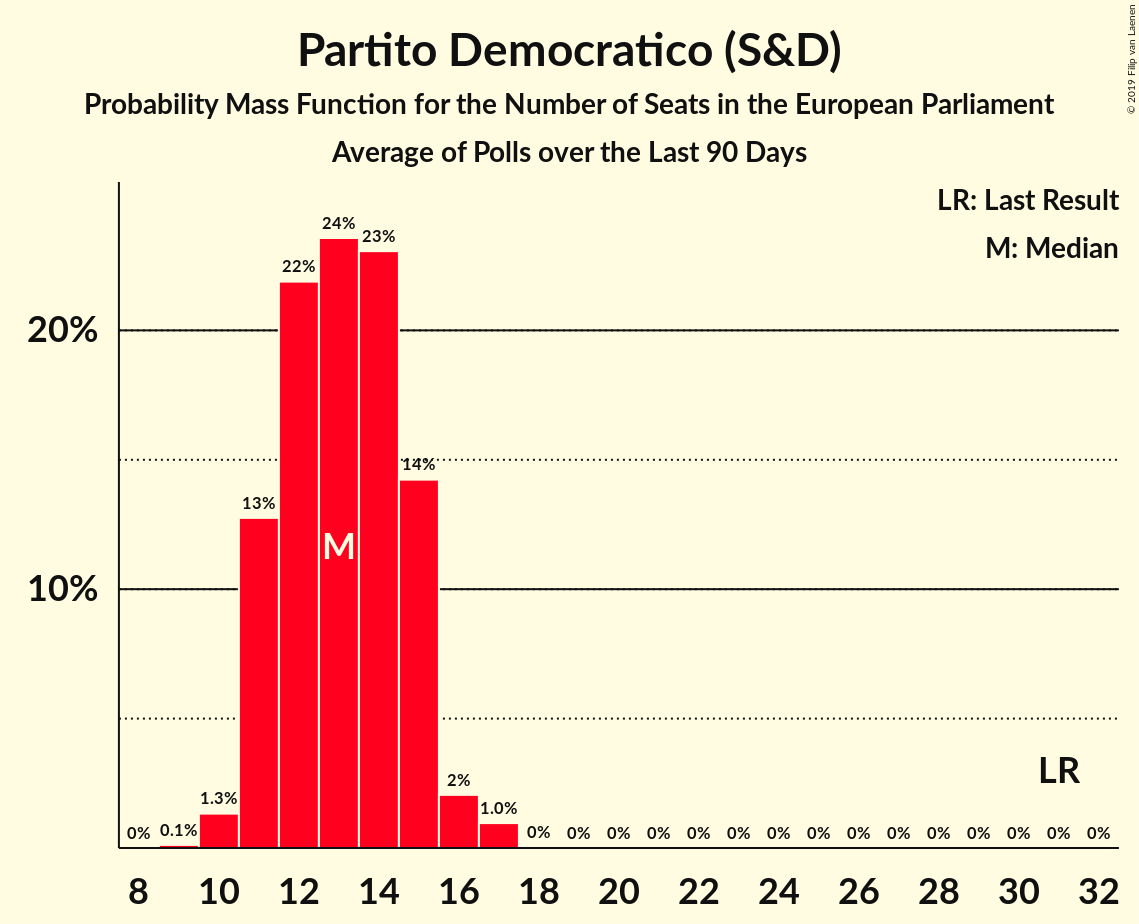 Partito Democratico (S&D)
Probability Mass Function for the Number of Seats in the European Parliament
Average of Polls over the Last 90 Days
© 2019 Filip van Laenen
LR: Last Result
M: Median
20%
10%
0% 0.1% 1.3% 13% 22% 24% 23% 14% 2% 1.0% 0% 0% 0% 0% 0% 0% 0% 0% 0% 0% 0% 0% 0% 0% 0%
M
LR
8 10 12 14 16 18 20 22 24 26 28 30 32